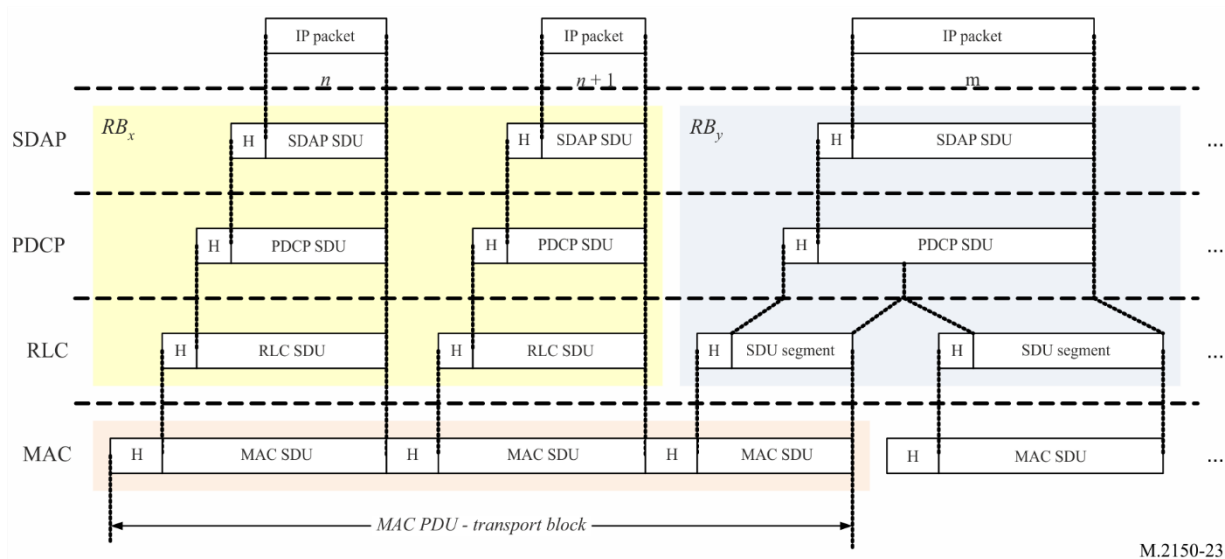 IP packet IP packet IP packet
n n + 1 m
RBx RBy
SDAP H SDAP SDU H SDAP SDU H SDAP SDU ...
PDCP H PDCP SDU H PDCP SDU H PDCP SDU ...
RLC H RLC SDU H RLC SDU H SDU segment H SDU segment ...
MAC H MAC SDU H MAC SDU H MAC SDU H MAC SDU ...
MAC PDU - transport block
M.2150-23